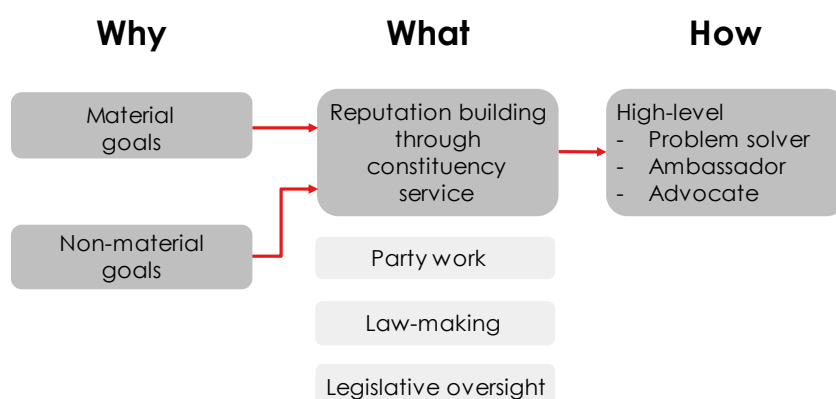 Why
What
How
Material
goals
Non-material
goals
Reputation building
through
constituency
service
Party work
Law-making
Legislative oversight
High-level
- Problem solver
- Ambassador
- Advocate